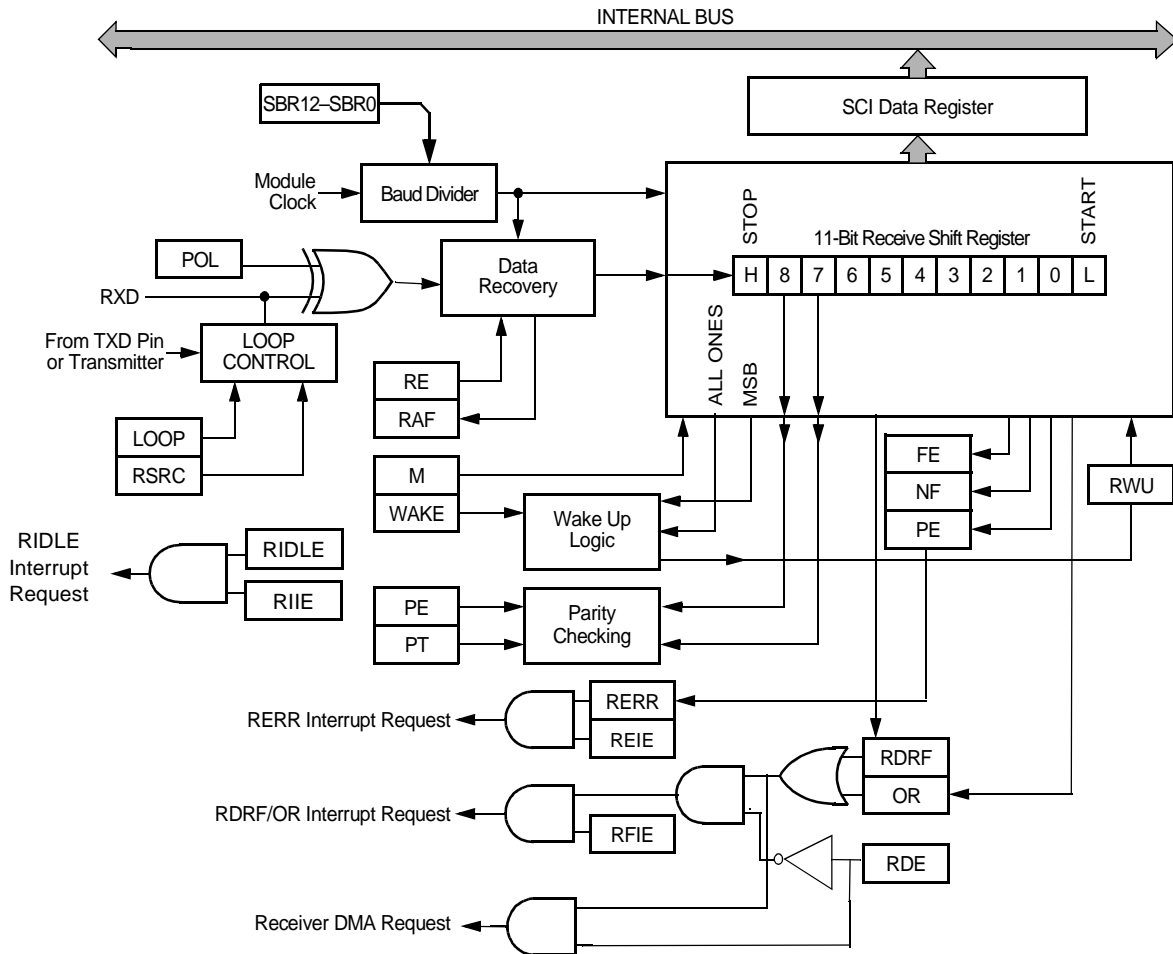 INTERNAL BUS
SBR12–SBR0
SCI Data Register
Module
Clock
Baud Divider
STOP
START
11-Bit Receive Shift Register
H 8 7 6 5 4 3 2 1 0 L
POL
Data
Recovery
RXD
From TXD Pin
or Transmitter
LOOP
CONTROL
ALL ONES
MSB
RE
RAF
LOOP
RSRC
M
WAKE
Wake Up
Logic
FE
NF
PE
RWU
RIDLE
Interrupt
Request
RIDLE
RIIE
PE
PT
Parity
Checking
RERR Interrupt Request
RERR
REIE
RDRF
OR
RDRF/OR Interrupt Request
RFIE
RDE
Receiver DMA Request